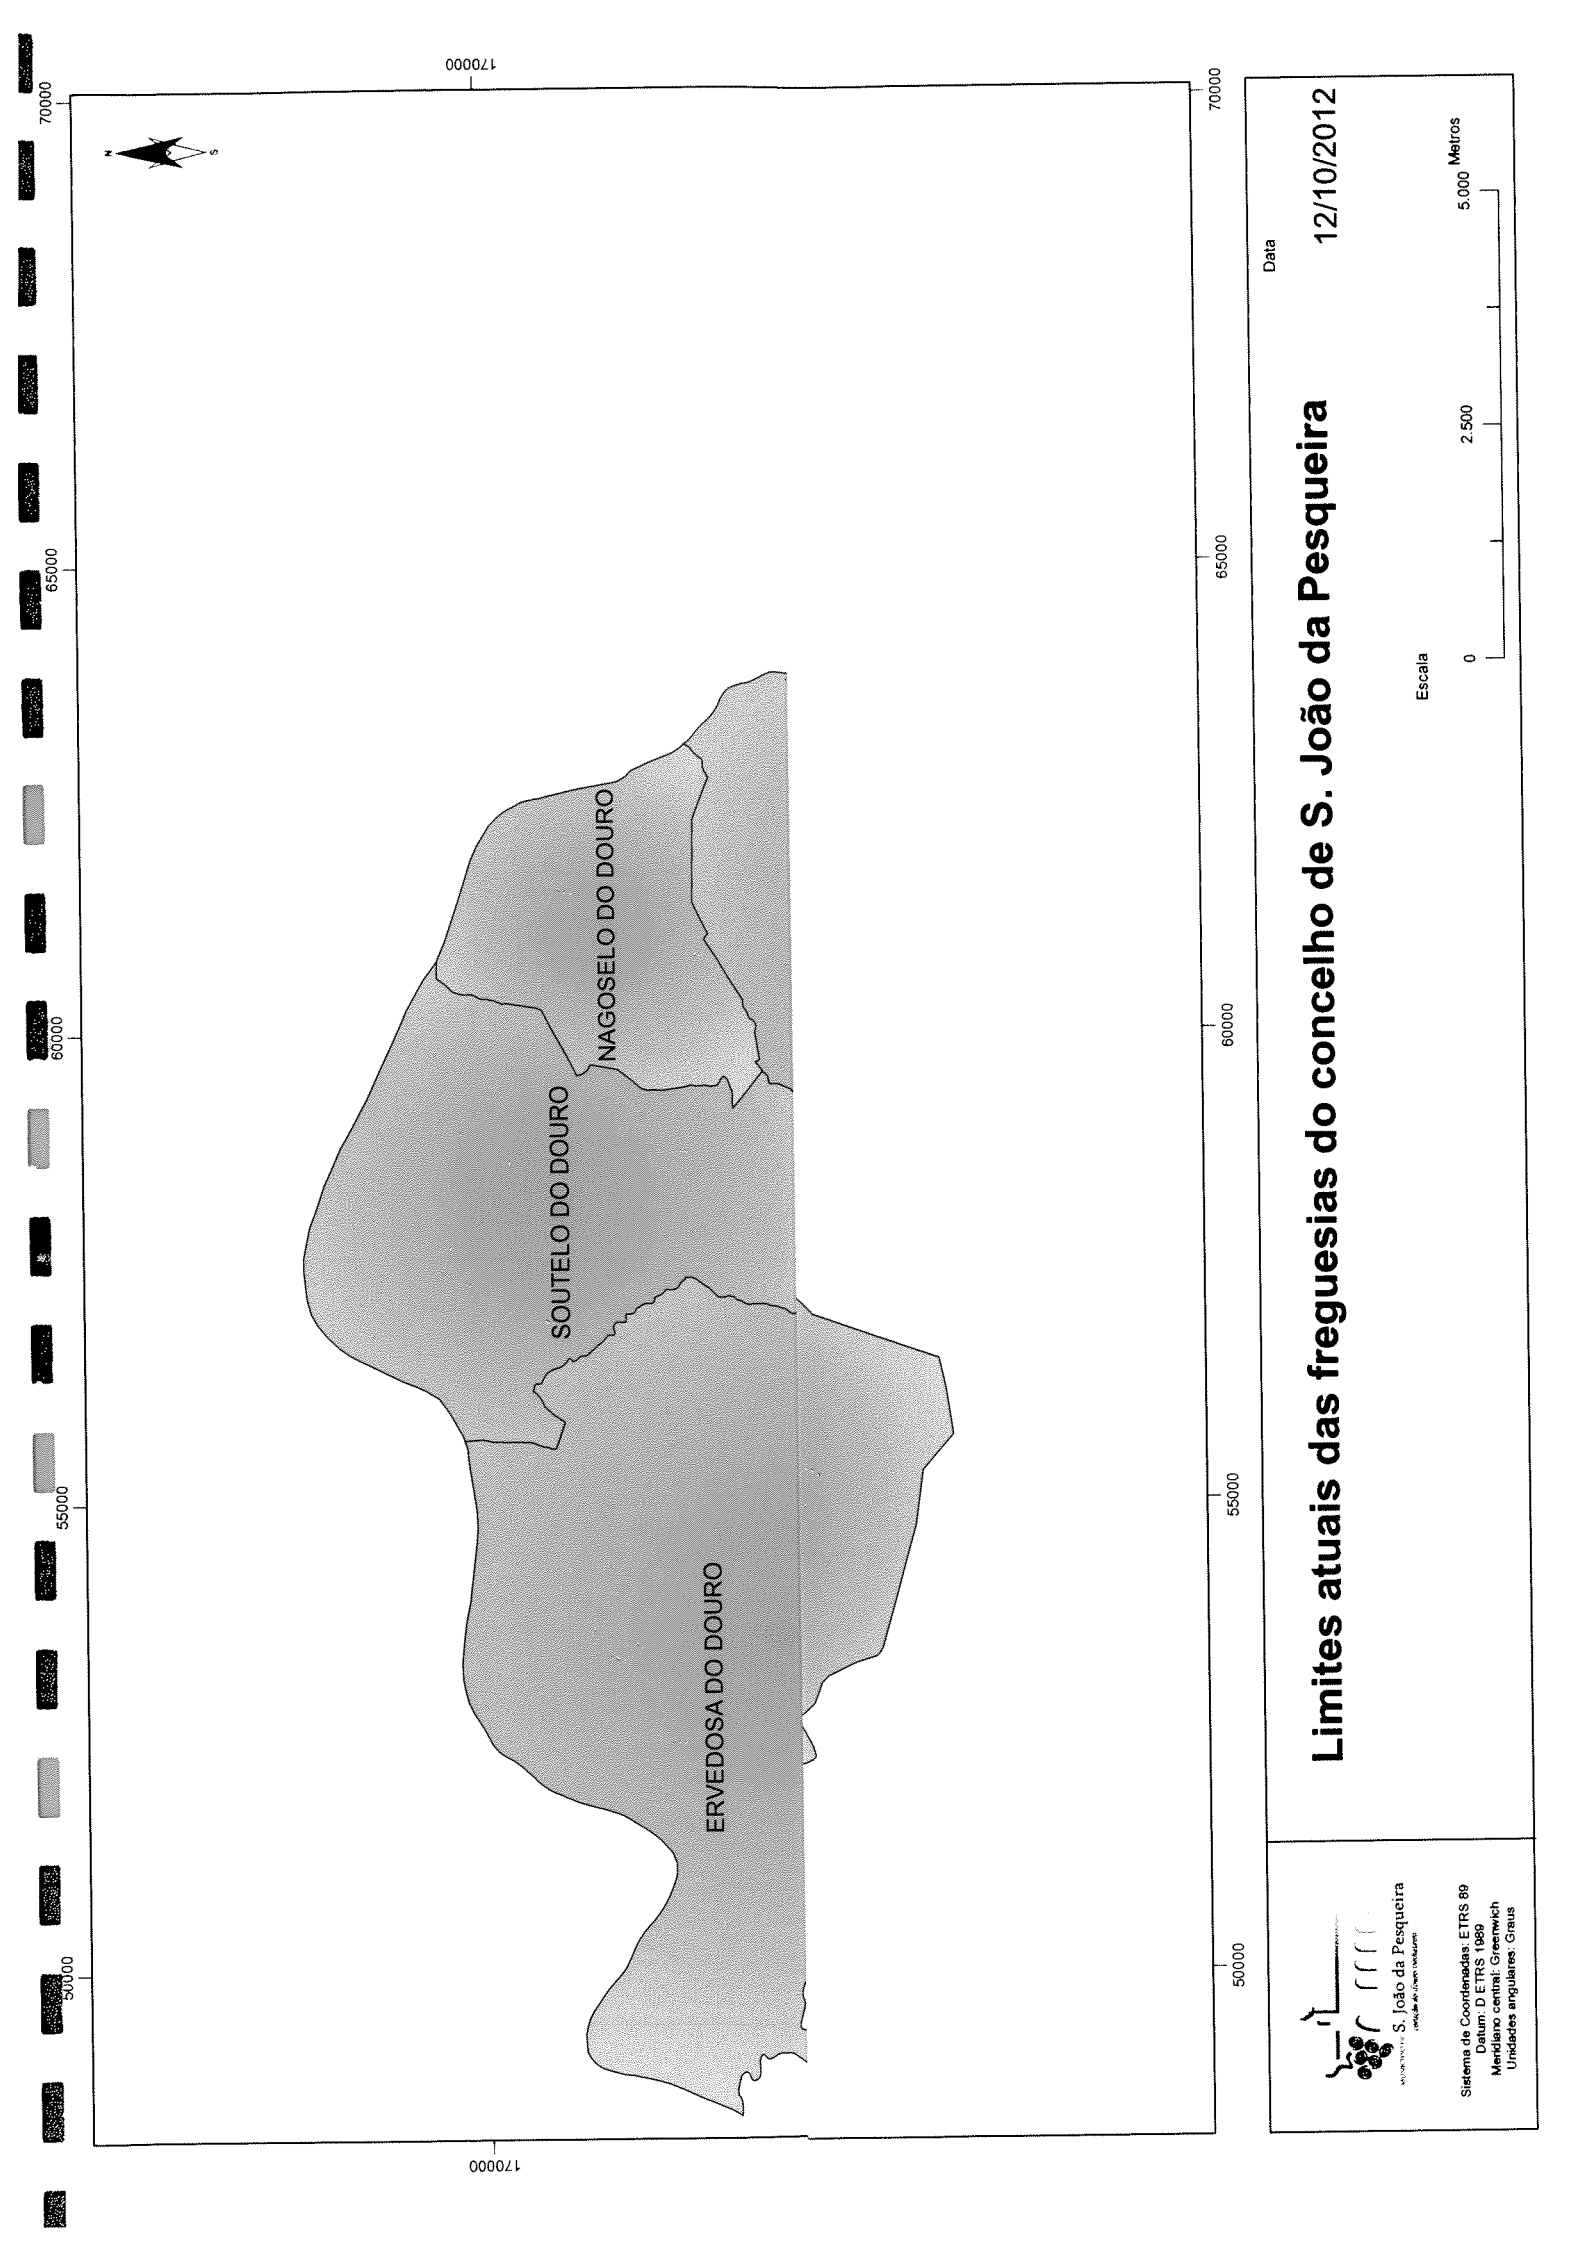 50000
55000
60000
65000
70000
N
S
170000
170000
NAGOSELO DO DOURO
SOUTELO DO DOURO
ERVEDOSA DO DOURO
50000
55000
60000
65000
70000
Data
Limites atuais das freguesias do concelho de S. João da Pesqueira
12/10/2012
S. João da Pesqueira
Escala
0
2.500
5.000
Metros
Sistema de Coordenadas: ETRS 89
Datum: D ETRS 1989
Meridiano central: Greenwich
Unidades angulares: Graus